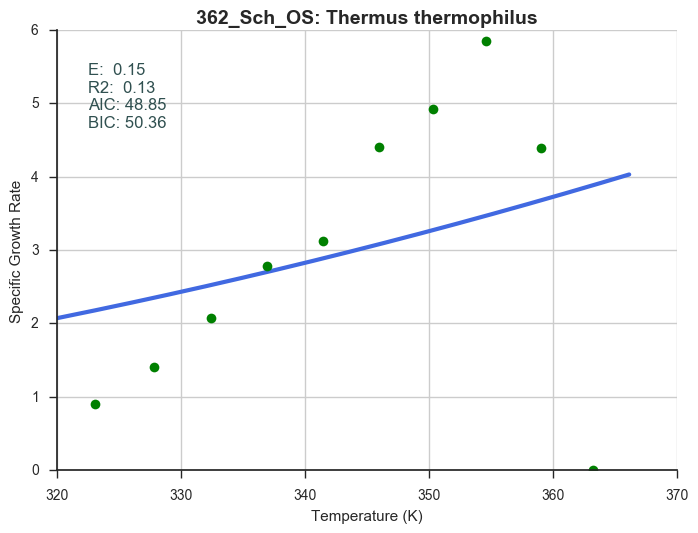 362_Sch_OS: Thermus thermophilus
E:  0.15
R2:  0.13
AIC: 48.85
BIC: 50.36
Specific Growth Rate
6
5
4
3
2
1
0
320 330 340 350 360 370
Temperature (K)